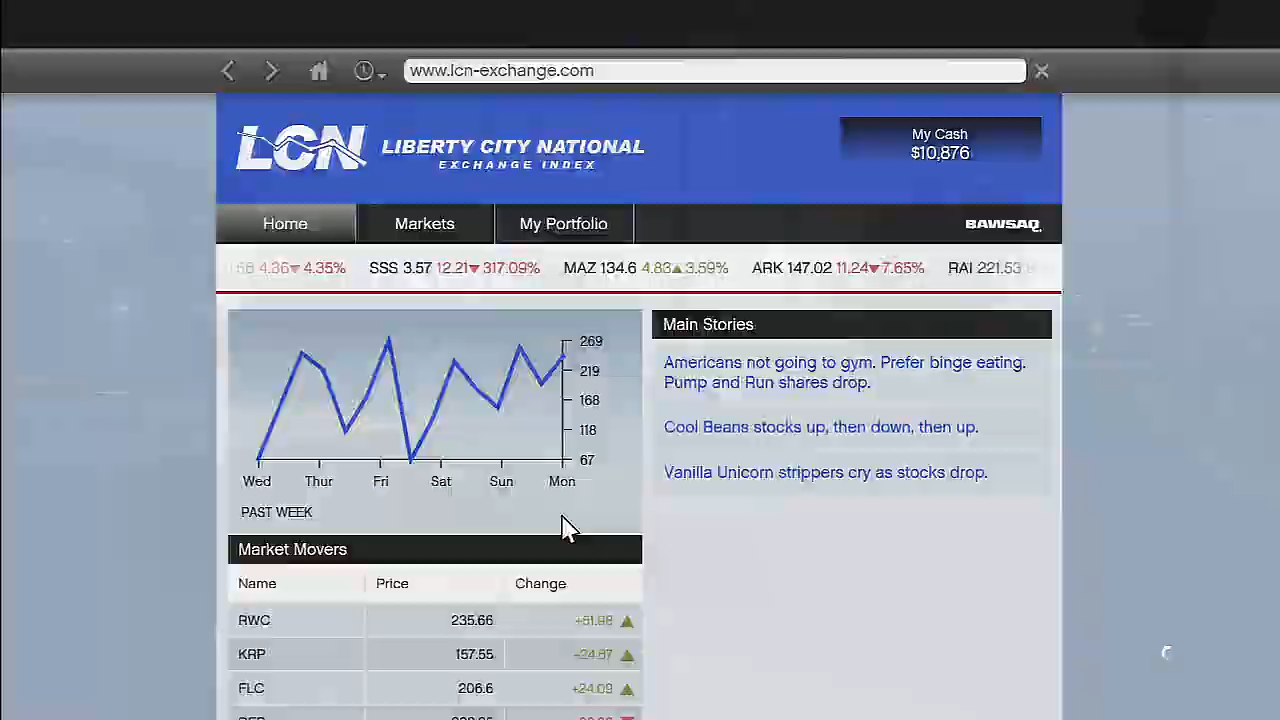 www.lcn-exchange.com
LCN LIBERTY CITY NATIONAL
EXCHANGE INDEX
My Cash
$10,876
Home Markets My Portfolio BAWSAQ
4.36 4.35% SSS 3.57 12.21 317.09% MAZ 134.6 4.83 3.59% ARK 147.02 11.24 7.65% RAI 221.53
269
219
168
118
67
Wed Thur Fri Sat Sun Mon
PAST WEEK
Main Stories
Americans not going to gym. Prefer binge eating.
Pump and Run shares drop.
Cool Beans stocks up, then down, then up.
Vanilla Unicorn strippers cry as stocks drop.
Market Movers
Name Price Change
RWC 235.66
KRP 157.55
FLC 206.6 +24.09